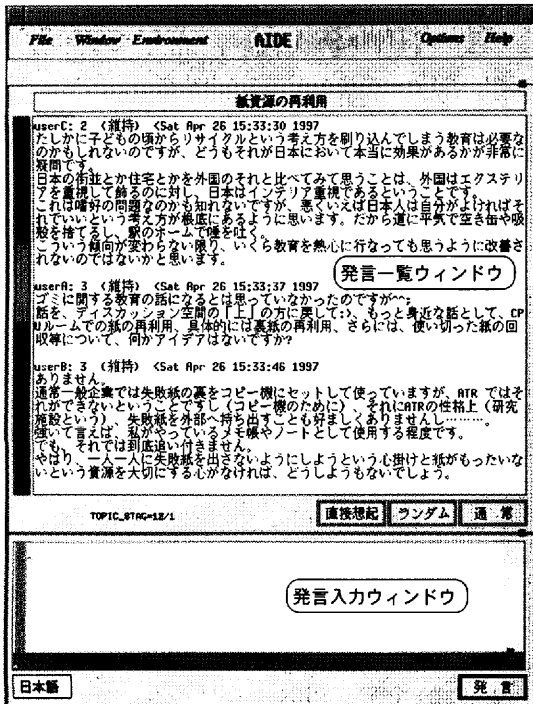 File Window Environment AIDE Options Help
紙資源の再利用
userC: 2 （維持） <Sat Apr 26 15:33:30 1997
たしかに子どもの頃からリサイクルという考え方を刷り込んでしまう教育は必要な
のかもしれないのですが、どうもそれが日本において本当に効果があるかが非常に
疑問です。
日本の街並とか住宅とかを外国のそれと比べてみて思うことは、外国はエクステリ
アを重視して飾るのに対し、日本はインテリア重視であるということです。
これは嗜好の問題なのかも知れないですが、悪くいえば日本人は自分がよければそ
れでいいという考え方が根底にあるように思います。だから道に平気で空き缶や吸
殻を捨てるし、駅のホームで唾を吐く。
こういう傾向が変わらない限り、いくら教育を熱心に行なっても思うように改善さ
れないのではないかと思います。
発言一覧ウィンドウ
userA: 3 （維持） <Sat Apr 26 15:33:37 1997
ゴミに関する教育の話になるとは思っていなかったのですが^^;
話を、ディスカッション空間の「上」の方に戻して:)、もっと身近な話として、CP
Uルームでの紙の再利用、具体的には裏紙の再利用、さらには、使い切った紙の回
収等について、何かアイデアはないですか?
userB: 3 （維持） <Sat Apr 26 15:33:46 1997
ありません。
通常一般企業では失敗紙の裏をコピー機にセットして使っていますが、ATR ではそ
れができないということですし（コピー機のために）、それにATRの性格上（研究
施設という）、失敗紙を外部へ持ち出すことも好ましくありませんし……。
強いて言えば、私がやっているメモ帳やノートとして使用する程度です。
でも、それでは到底追い付きません。
やはり、一人一人に失敗紙を出さないようにしようという心掛けと紙がもったいな
いという資源を大切にする心がなければ、どうしようもないでしょう。
TOPIC_STAG=12/1 直接想起 ランダム 通 常
発言入力ウィンドウ
日本語 発 言